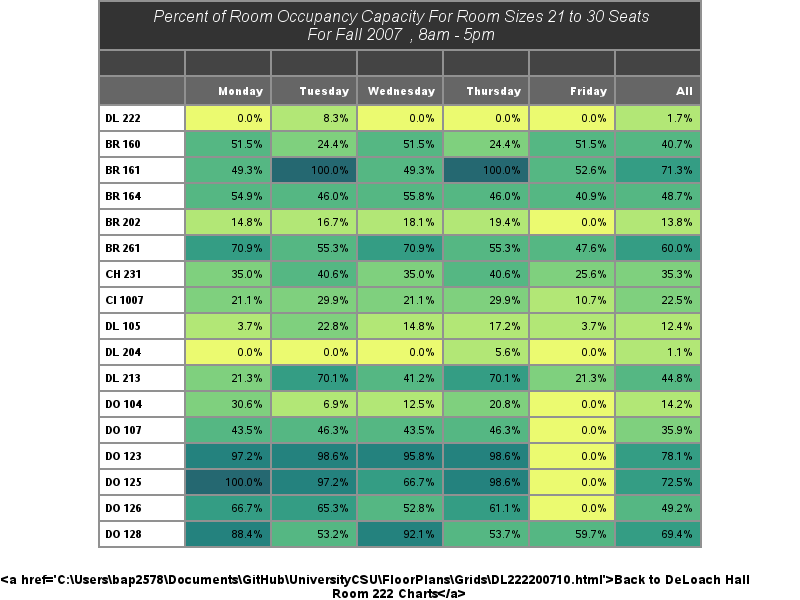 Percent of Room Occupancy Capacity For Room Sizes 21 to 30 Seats
For Fall 2007 , 8am - 5pm
Monday Tuesday Wednesday Thursday Friday All
DL 222 0.0% 8.3% 0.0% 0.0% 0.0% 1.7%
BR 160 51.5% 24.4% 51.5% 24.4% 51.5% 40.7%
BR 161 49.3% 100.0% 49.3% 100.0% 52.6% 71.3%
BR 164 54.9% 46.0% 55.8% 46.0% 40.9% 48.7%
BR 202 14.8% 16.7% 18.1% 19.4% 0.0% 13.8%
BR 261 70.9% 55.3% 70.9% 55.3% 47.6% 60.0%
CH 231 35.0% 40.6% 35.0% 40.6% 25.6% 35.3%
CI 1007 21.1% 29.9% 21.1% 29.9% 10.7% 22.5%
DL 105 3.7% 22.8% 14.8% 17.2% 3.7% 12.4%
DL 204 0.0% 0.0% 0.0% 5.6% 0.0% 1.1%
DL 213 21.3% 70.1% 41.2% 70.1% 21.3% 44.8%
DO 104 30.6% 6.9% 12.5% 20.8% 0.0% 14.2%
DO 107 43.5% 46.3% 43.5% 46.3% 0.0% 35.9%
DO 123 97.2% 98.6% 95.8% 98.6% 0.0% 78.1%
DO 125 100.0% 97.2% 66.7% 98.6% 0.0% 72.5%
DO 126 66.7% 65.3% 52.8% 61.1% 0.0% 49.2%
DO 128 88.4% 53.2% 92.1% 53.7% 59.7% 69.4%
<a href='C:\Users\bap2578\Documents\GitHub\UniversityCSU\FloorPlans\Grids\DL222200710.html'>Back to DeLoach Hall
Room 222 Charts</a>